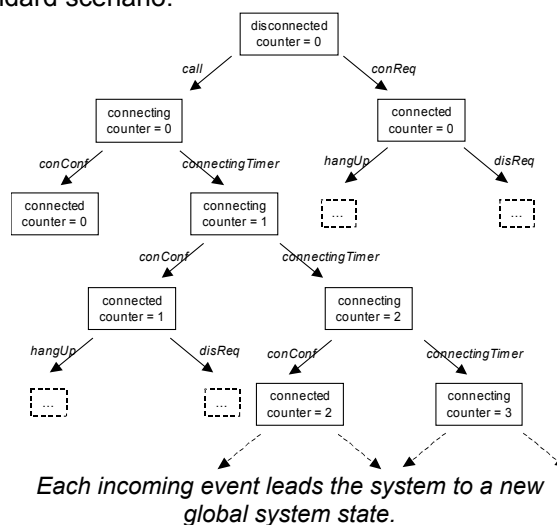 ndard scenario.
disconnected
counter = 0
call
conReq
connecting
counter = 0
connected
counter = 0
conConf
connectingTimer
hangUp
disReq
connected
counter = 0
connecting
counter = 1
...
...
conConf
connectingTimer
connected
counter = 1
connecting
counter = 2
hangUp
disReq
conConf
connectingTimer
...
...
connected
counter = 2
connecting
counter = 3
Each incoming event leads the system to a new
global system state.